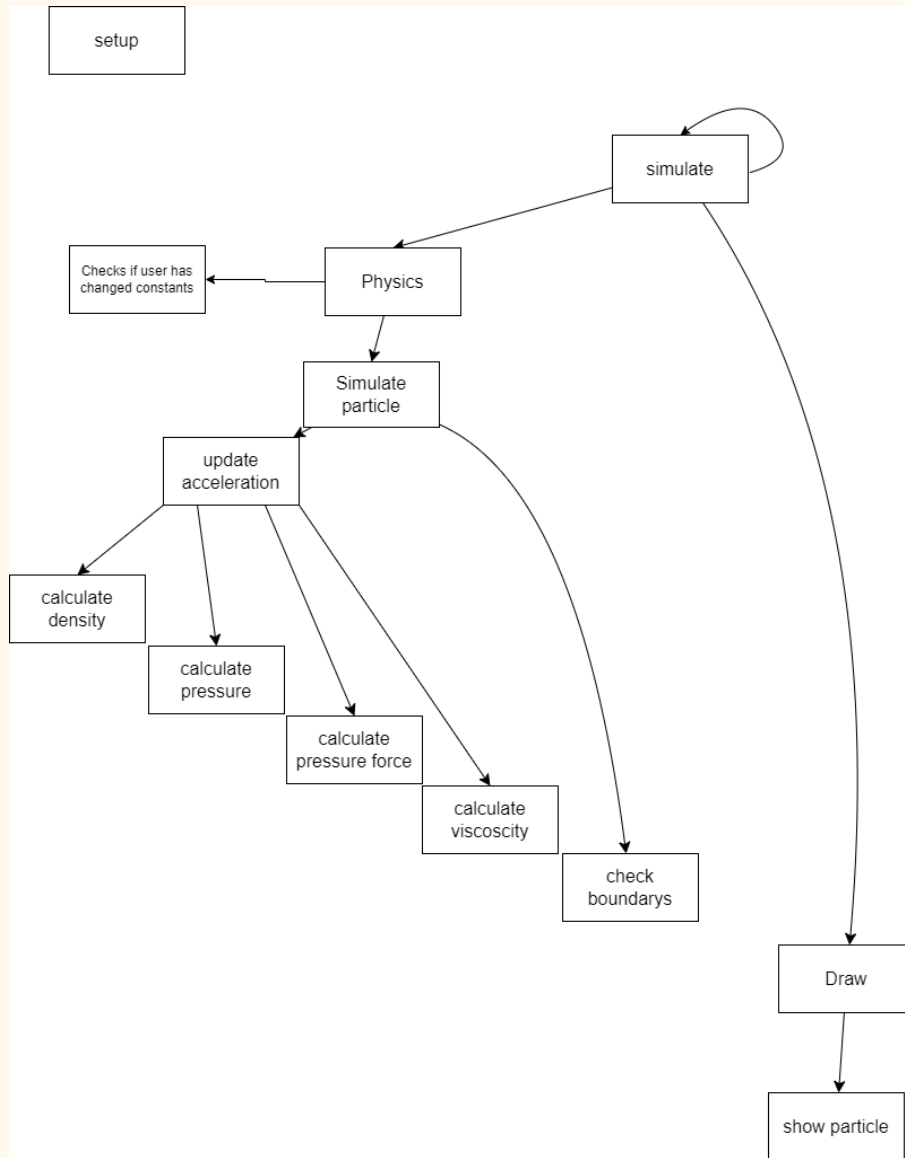 setup
simulate
Checks if user has
changed constants
Physics
Simulate
particle
update
acceleration
calculate
density
calculate
pressure
calculate
pressure force
calculate
viscoscity
check
boundarys
Draw
show particle